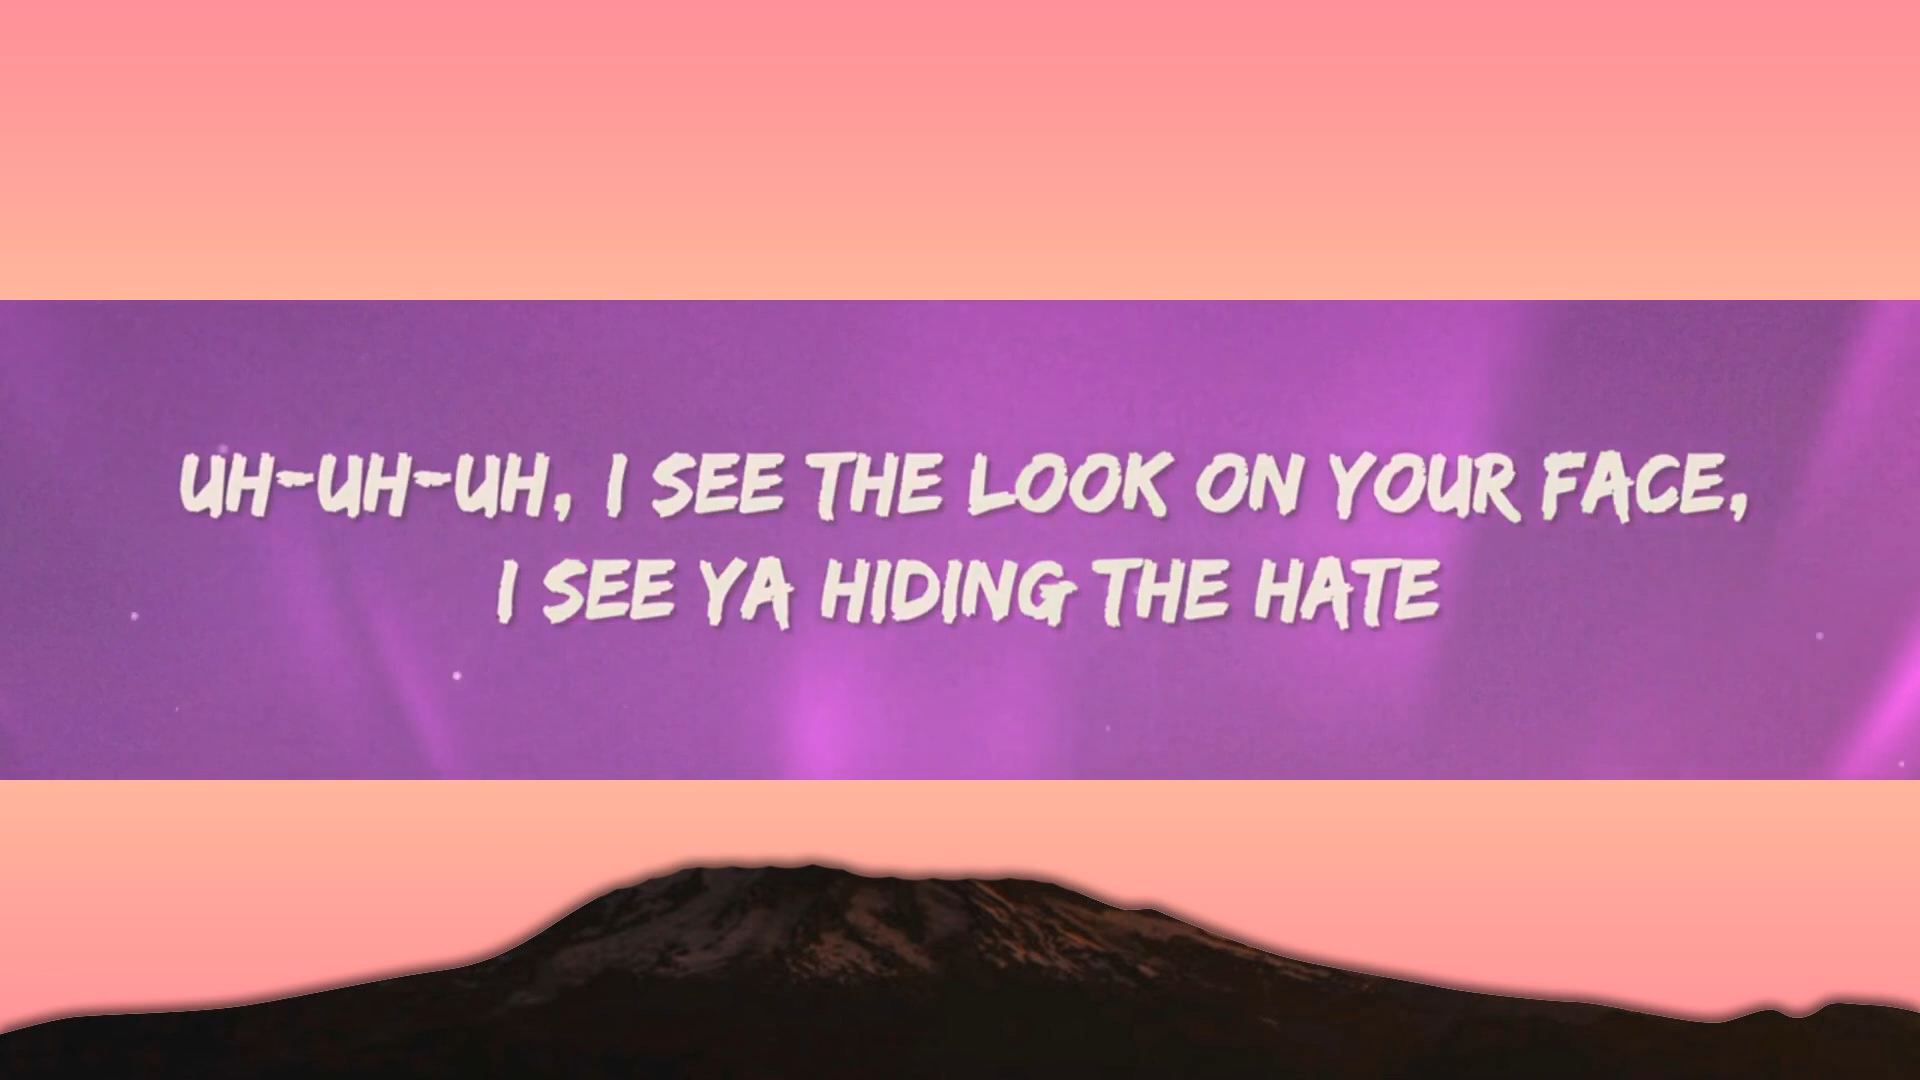 UH-UH-UH, I SEE THE LOOK ON YOUR FACE,
I SEE YA HIDING THE HATE